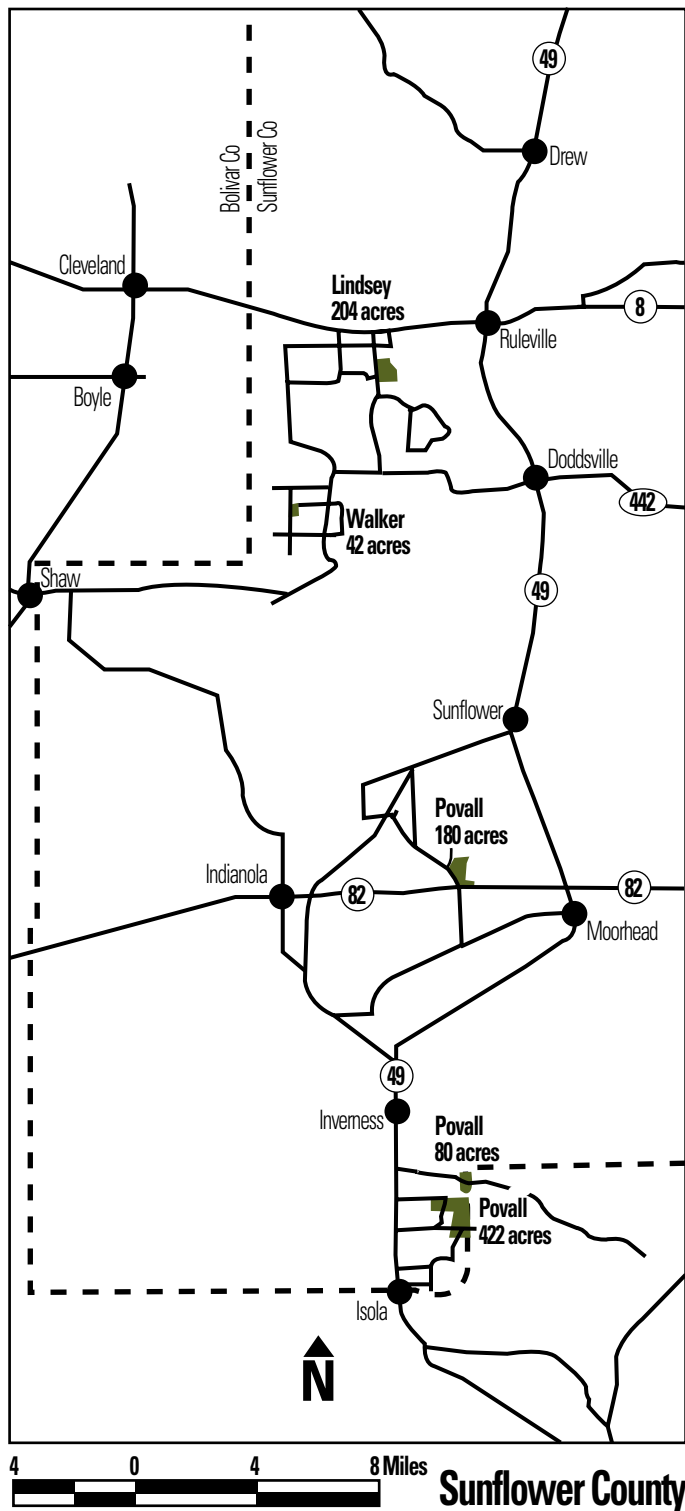 49
Drew
Bolivar Co
Sunflower Co
Cleveland
Lindsey
204 acres
8
Ruleville
Boyle
Doddsville
442
Walker
42 acres
Shaw
49
Sunflower
Povall
180 acres
Indianola
82
82
Moorhead
49
Inverness
Povall
80 acres
Povall
422 acres
Isola
N
4 0 4 8 Miles
Sunflower County